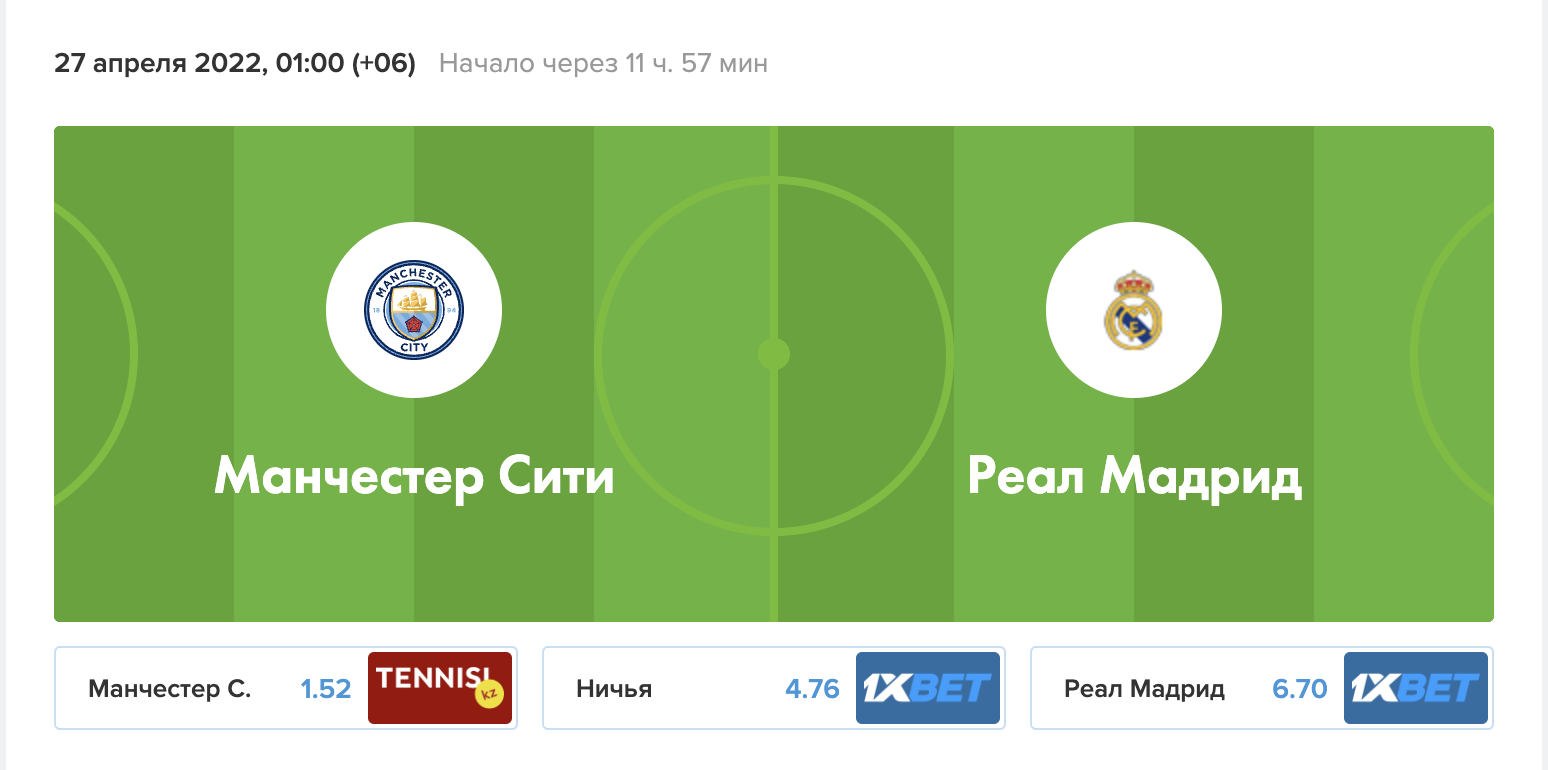 27 апреля 2022, 01:00 (+06) Начало через 11 ч. 57 мин
MANCHESTER
18 94
CITY
Манчестер Сити
Реал Мадрид
Манчестер С. 1.52 TENNISI kz
Ничья 4.76 1XBET
Реал Мадрид 6.70 1XBET